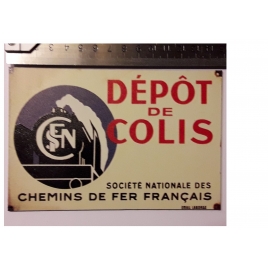 DÉPÔT
DE
COLIS
SNCF
SOCIÉTÉ NATIONALE DES
CHEMINS DE FER FRANÇAIS